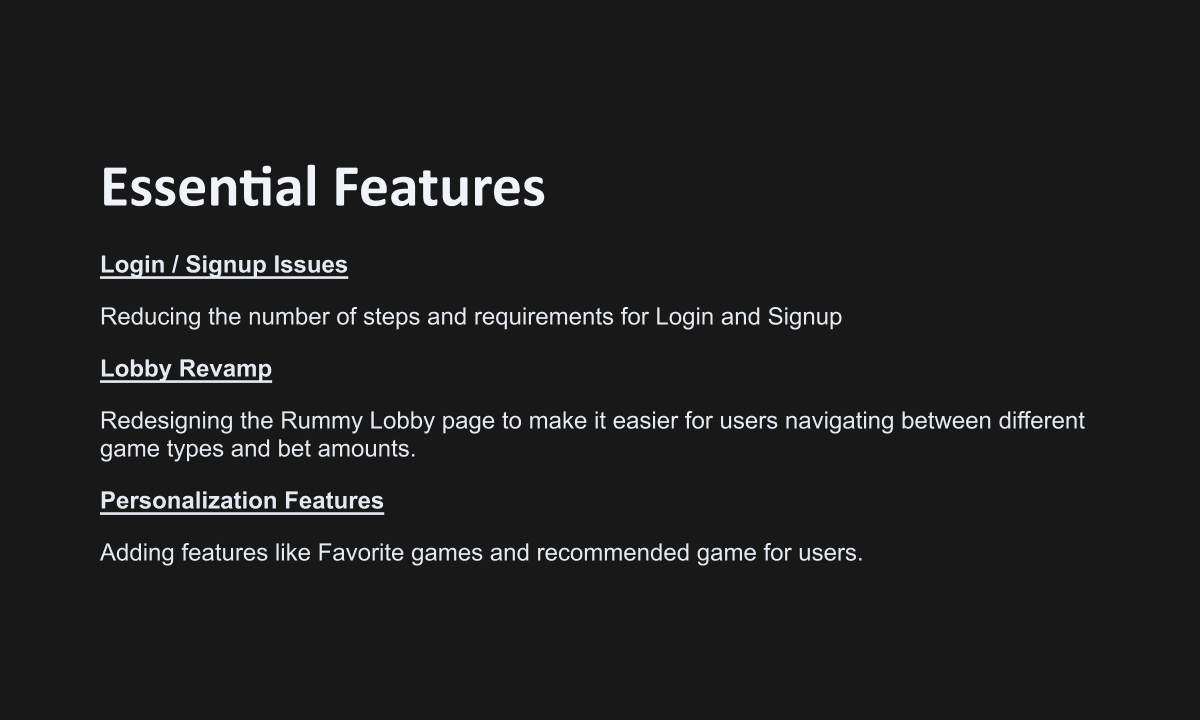 Essential Features
Login / Signup Issues
Reducing the number of steps and requirements for Login and Signup
Lobby Revamp
Redesigning the Rummy Lobby page to make it easier for users navigating between different
game types and bet amounts.
Personalization Features
Adding features like Favorite games and recommended game for users.